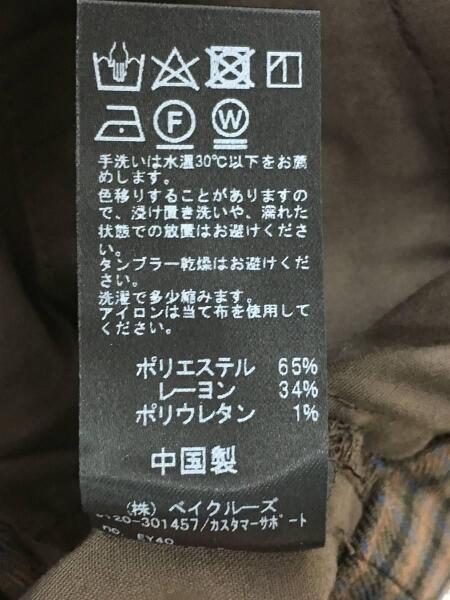 F W
手洗いは水温30℃以下をお薦
めします。
色移りすることがありますの
で、浸け置き洗いや、濡れた
状態での放置はお避けくださ
い。
タンブラー乾燥はお避けくだ
さい。
洗濯で多少縮みます。
アイロンは当て布を使用して
ください。
ポリエステル 65%
レーヨン 34%
ポリウレタン 1%
中国製
(株) ベイクルーズ
0120-301457/カスタマーサポート